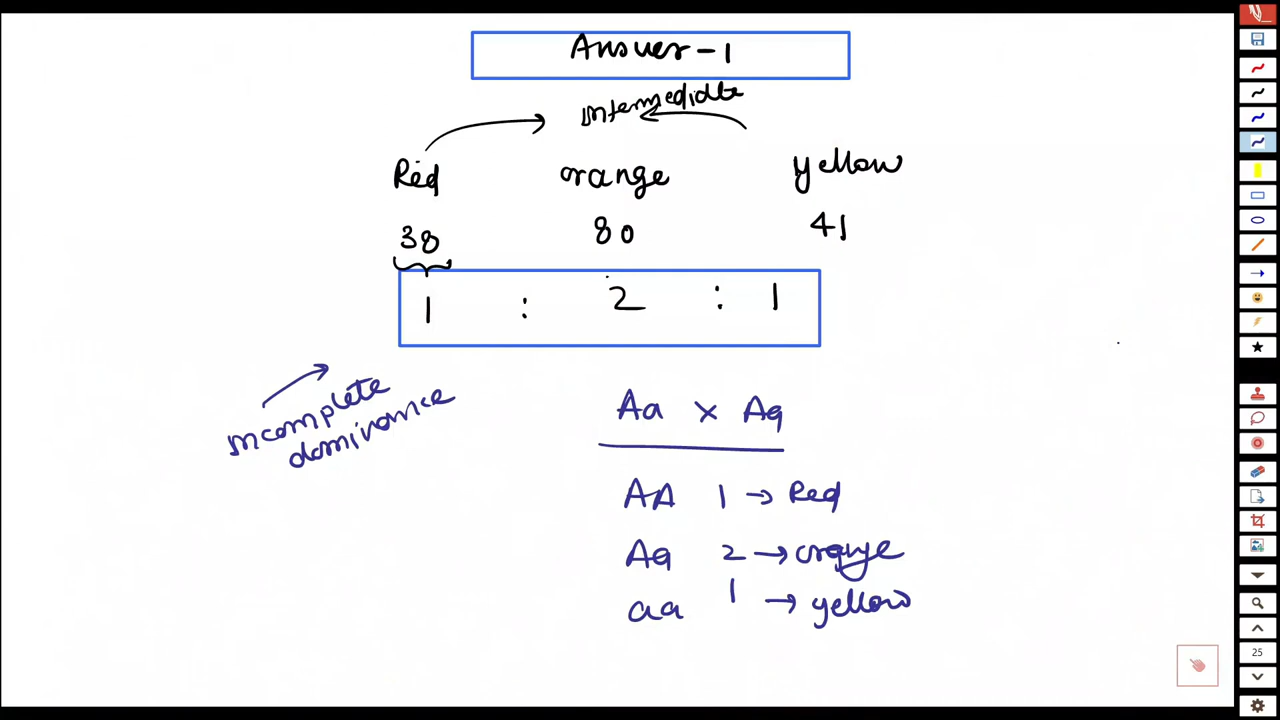 Answer-1
intermediate
Red orange yellow
38 80 41
1 : 2 : 1
incomplete
dominance
Aa x Aa
AA 1 → Red
Aa 2 → orange
aa 1 → yellow
25